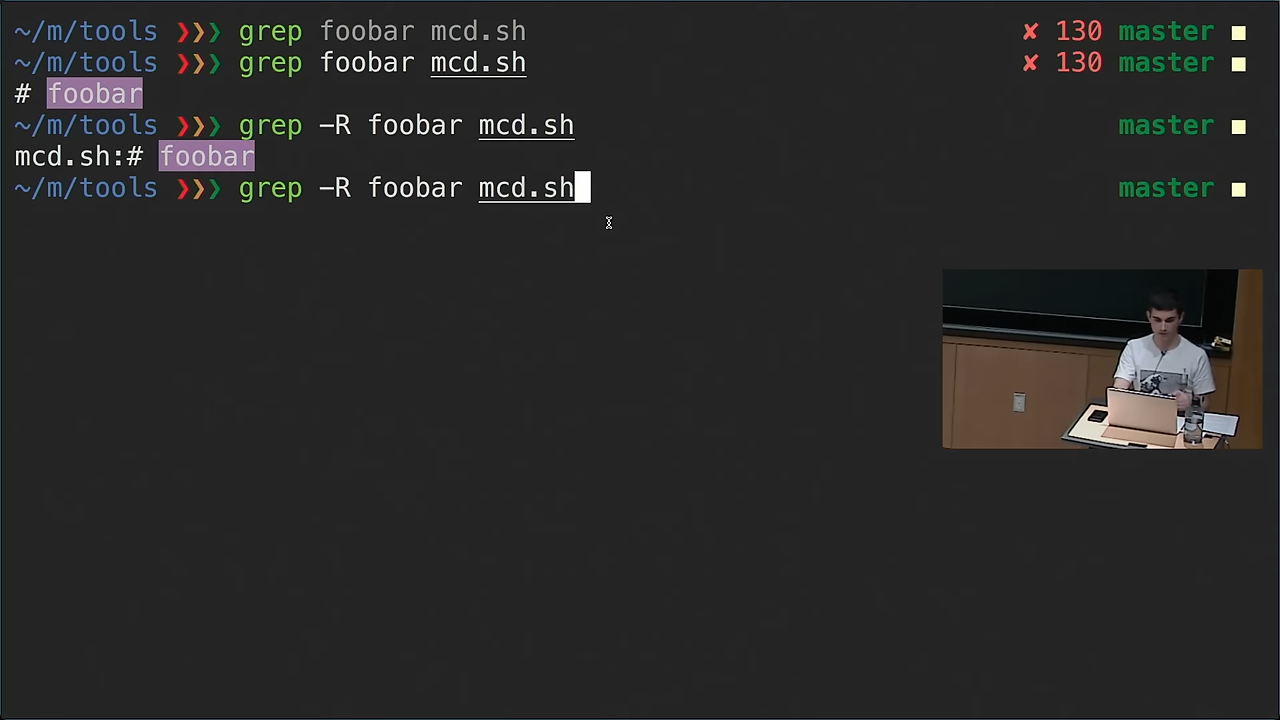 ~/m/tools ❯❯❯ grep foobar mcd.sh ✘ 130 master ■
~/m/tools ❯❯❯ grep foobar mcd.sh ✘ 130 master ■
# foobar
~/m/tools ❯❯❯ grep -R foobar mcd.sh master ■
mcd.sh:# foobar
~/m/tools ❯❯❯ grep -R foobar mcd.sh master ■